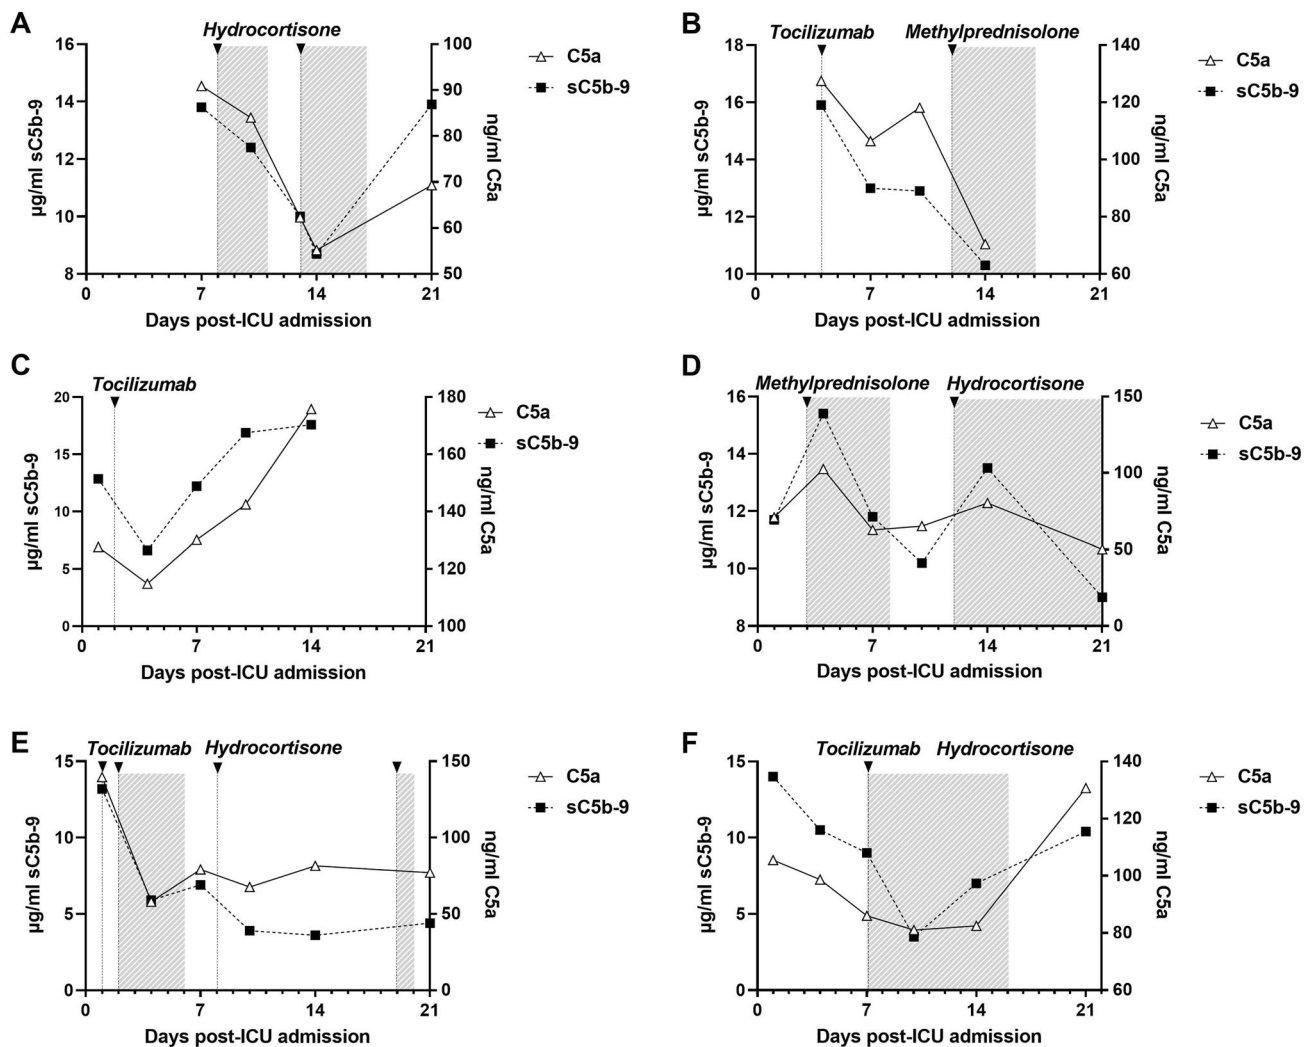 A
Hydrocortisone
16
14
12
10
8
µg/ml sC5b-9
100
90
80
70
60
50
ng/ml C5a
0
7
14
21
Days post-ICU admission
C5a
sC5b-9
B
Tocilizumab
Methylprednisolone
18
16
14
12
10
µg/ml sC5b-9
140
120
100
80
60
ng/ml C5a
0
7
14
21
Days post-ICU admission
C5a
sC5b-9
C
Tocilizumab
20
15
10
5
0
µg/ml sC5b-9
180
160
140
120
100
ng/ml C5a
0
7
14
21
Days post-ICU admission
C5a
sC5b-9
D
Methylprednisolone
Hydrocortisone
16
14
12
10
8
µg/ml sC5b-9
150
100
50
0
ng/ml C5a
0
7
14
21
Days post-ICU admission
C5a
sC5b-9
E
Tocilizumab
Hydrocortisone
15
10
5
0
µg/ml sC5b-9
150
100
50
0
ng/ml C5a
0
7
14
21
Days post-ICU admission
C5a
sC5b-9
F
Tocilizumab
Hydrocortisone
15
10
5
0
µg/ml sC5b-9
140
120
100
80
60
ng/ml C5a
0
7
14
21
Days post-ICU admission
C5a
sC5b-9